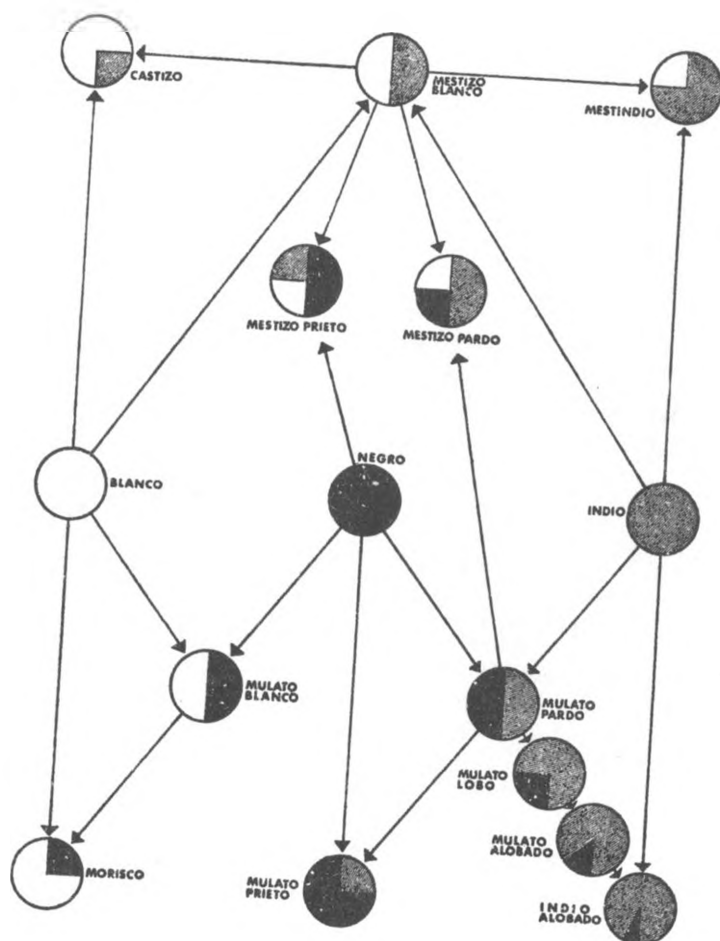 CASTIZO
MESTIZO
BLANCO
MESTINDIO
MESTIZO PRIETO
MESTIZO PARDO
BLANCO
NEGRO
INDIO
MULATO
BLANCO
MULATO
PARDO
MULATO
LOBO
MULATO
ALOBADO
MORISCO
MULATO
PRIETO
INDIO
ALOBADO